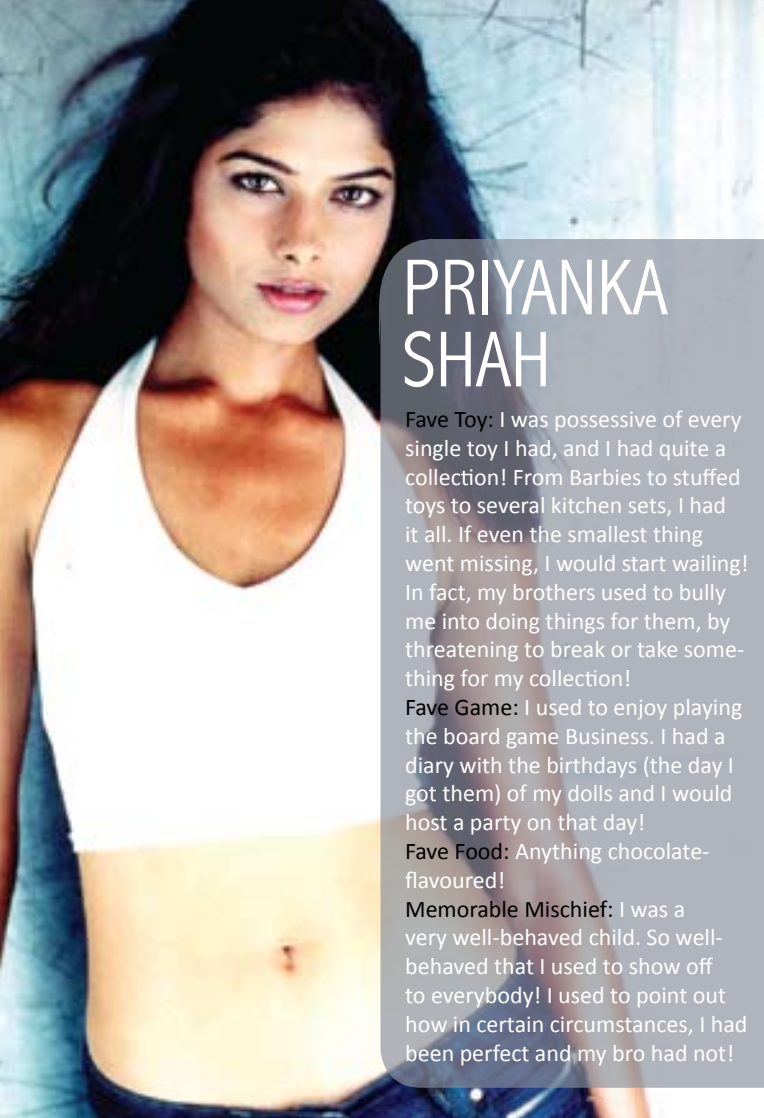 PRIYANKA
SHAH
Fave Toy: I was possessive of every
single toy I had, and I had quite a
collection! From Barbies to stuffed
toys to several kitchen sets, I had
it all. If even the smallest thing
went missing, I would start wailing!
In fact, my brothers used to bully
me into doing things for them, by
threatening to break or take some-
thing for my collection!
Fave Game: I used to enjoy playing
the board game Business. I had a
diary with the birthdays (the day I
got them) of my dolls and I would
host a party on that day!
Fave Food: Anything chocolate-
flavoured!
Memorable Mischief: I was a
very well-behaved child. So well-
behaved that I used to show off
to everybody! I used to point out
how in certain circumstances, I had
been perfect and my bro had not!